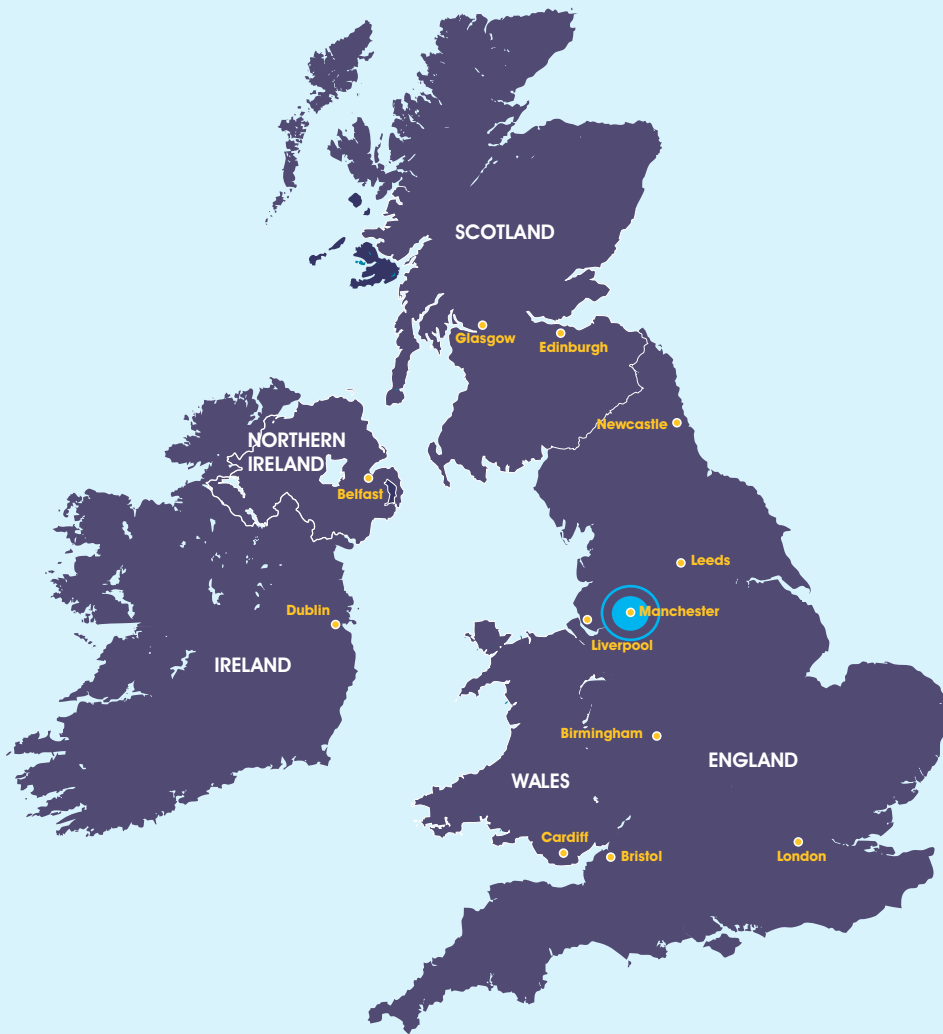 SCOTLAND
Glasgow
Edinburgh
Newcastle
NORTHERN
IRELAND
Belfast
Leeds
Dublin
Manchester
Liverpool
IRELAND
Birmingham
ENGLAND
WALES
Cardiff
Bristol
London